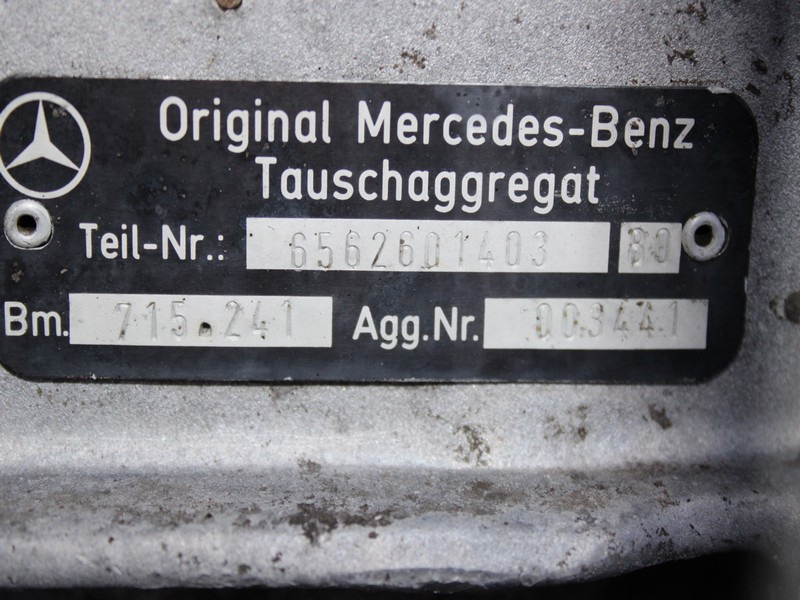 Original Mercedes-Benz
Tauschaggregat
Teil-Nr.: 6562601403 80
Bm. 715.241 Agg.Nr. 003441